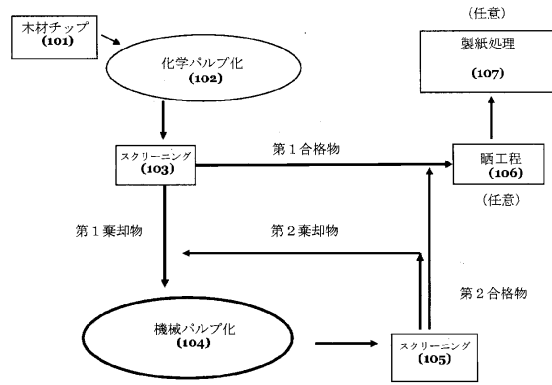 木材チップ
(101)
化学パルプ化
(102)
(任意)
製紙処理
(107)
スクリーニング
(103)
第１合格物
晒工程
(106)
(任意)
第１棄却物
第２棄却物
第２合格物
機械パルプ化
(104)
スクリーニング
(105)